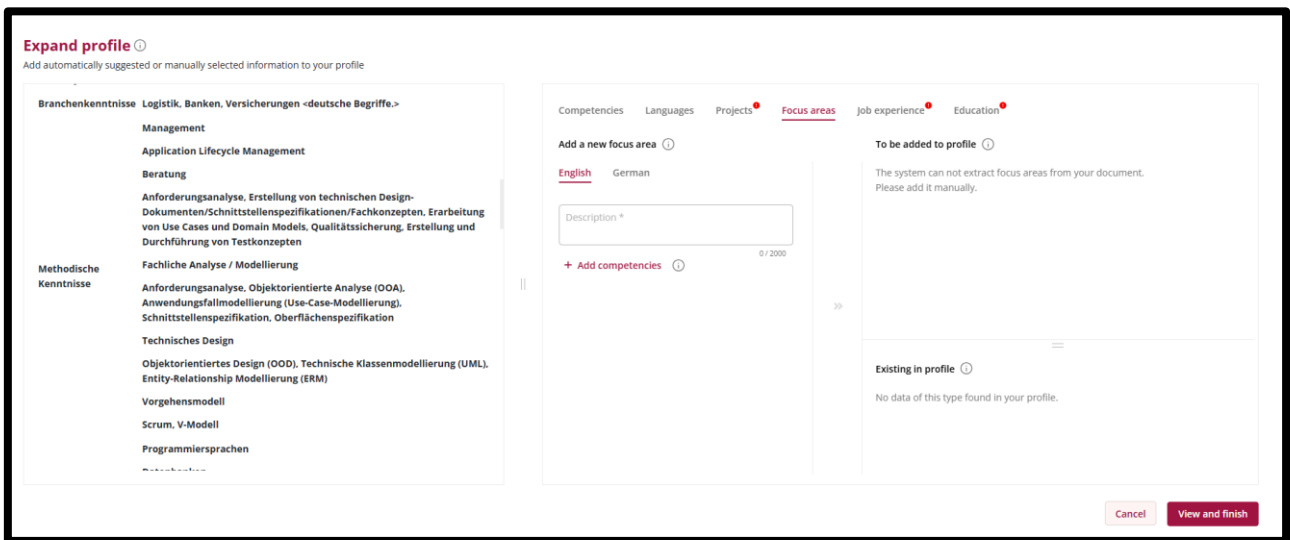 Expand profile
Add automatically suggested or manually selected information to your profile
Branchenkenntnisse Logistik, Banken, Versicherungen <deutsche Begriffe.>
Management
Application Lifecycle Management
Beratung
Anforderungsanalyse, Erstellung von technischen Design-
Dokumenten/Schnittstellenspezifikationen/Fachkonzepten, Erarbeitung
von Use Cases und Domain Models, Qualitätssicherung, Erstellung und
Durchführung von Testkonzepten
Methodische
Kenntnisse
Fachliche Analyse / Modellierung
Anforderungsanalyse, Objektorientierte Analyse (OOA),
Anwendungsfallmodellierung (Use-Case-Modellierung),
Schnittstellenspezifikation, Oberflächenspezifikation
Technisches Design
Objektorientiertes Design (OOD), Technische Klassenmodellierung (UML),
Entity-Relationship Modellierung (ERM)
Vorgehensmodell
Scrum, V-Modell
Programmiersprachen
Competencies Languages Projects Focus areas Job experience Education
Add a new focus area
English German
Description *
0 / 2000
+ Add competencies
To be added to profile
The system can not extract focus areas from your document.
Please add it manually.
Existing in profile
No data of this type found in your profile.
Cancel View and finish